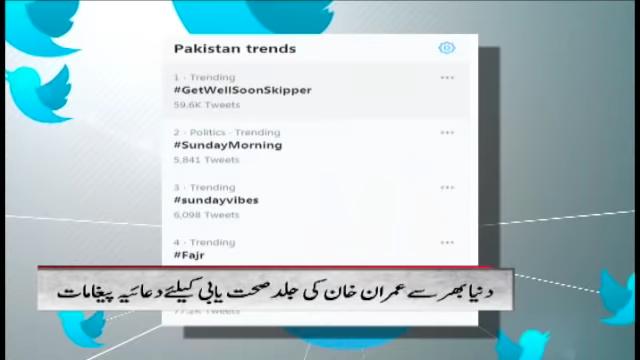 Pakistan trends
1 · Trending
#GetWellSoonSkipper
59.6K Tweets
2 · Politics · Trending
#SundayMorning
5,841 Tweets
3 · Trending
#sundayvibes
6,098 Tweets
4 · Trending
#Fajr
دنیا بھر سے عمران خان کی جلد صحت یابی کیلئے دعائیہ پیغامات